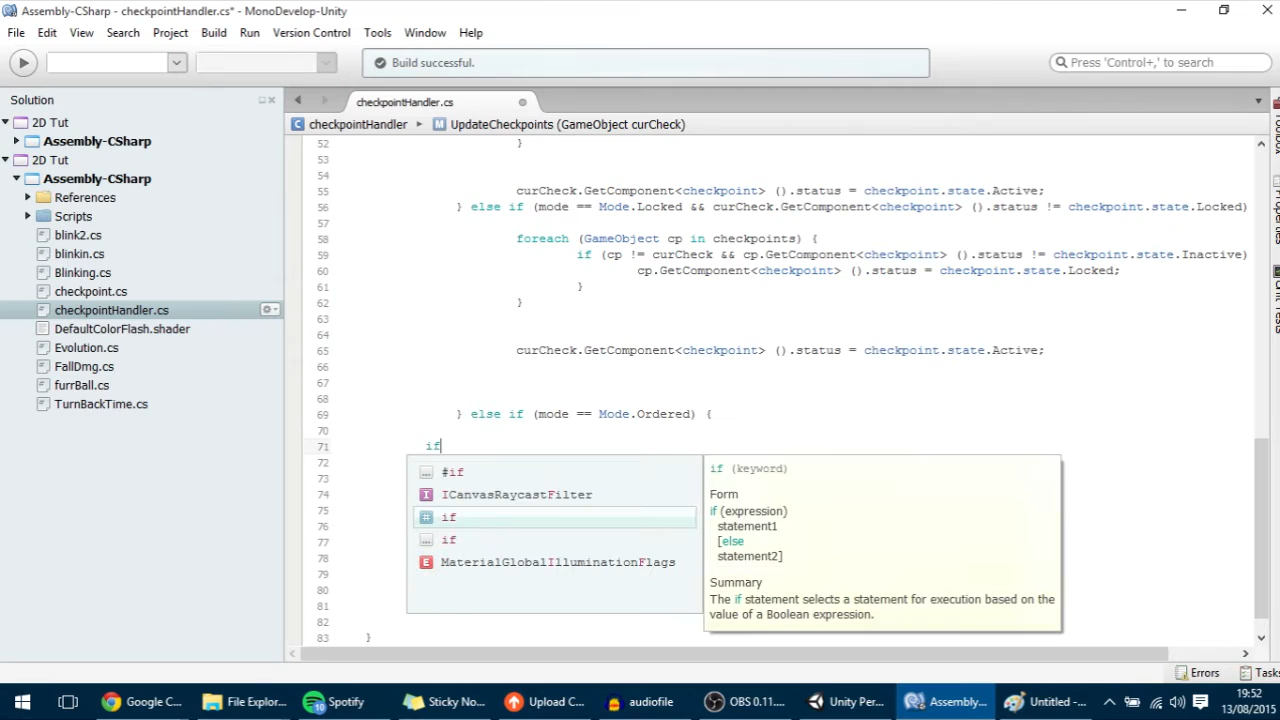 Assembly-CSharp - checkpointHandler.cs* - MonoDevelop-Unity
File Edit View Search Project Build Run Version Control Tools Window Help
Build successful.
Press 'Control+,' to search
Solution
checkpointHandler.cs
2D Tut
Assembly-CSharp
2D Tut
Assembly-CSharp
References
Scripts
blink2.cs
blinkin.cs
Blinking.cs
checkpoint.cs
checkpointHandler.cs
DefaultColorFlash.shader
Evolution.cs
FallDmg.cs
furrBall.cs
TurnBackTime.cs
checkpointHandler UpdateCheckpoints (GameObject curCheck)
52 }
53
54
55 curCheck.GetComponent<checkpoint> ().status = checkpoint.state.Active;
56 } else if (mode == Mode.Locked && curCheck.GetComponent<checkpoint> ().status != checkpoint.state.Locked)
57
58 foreach (GameObject cp in checkpoints) {
59 if (cp != curCheck && cp.GetComponent<checkpoint> ().status != checkpoint.state.Inactive)
60 cp.GetComponent<checkpoint> ().status = checkpoint.state.Locked;
61 }
62 }
63
64
65 curCheck.GetComponent<checkpoint> ().status = checkpoint.state.Active;
66
67
68
69 } else if (mode == Mode.Ordered) {
70
71 if
72
73
74
75
76
77
78
79
80
81
82
83 }
#if
ICanvasRaycastFilter
if
if
MaterialGlobalIlluminationFlags
if (keyword)
Form
if (expression)
statement1
[else
statement2]
Summary
The if statement selects a statement for execution based on the
value of a Boolean expression.
Errors Tasks
Google C... File Explor... Spotify Sticky No... Upload C... audiofile OBS 0.11.... Unity Per... Assembly... Untitled -...
19:52
13/08/2015